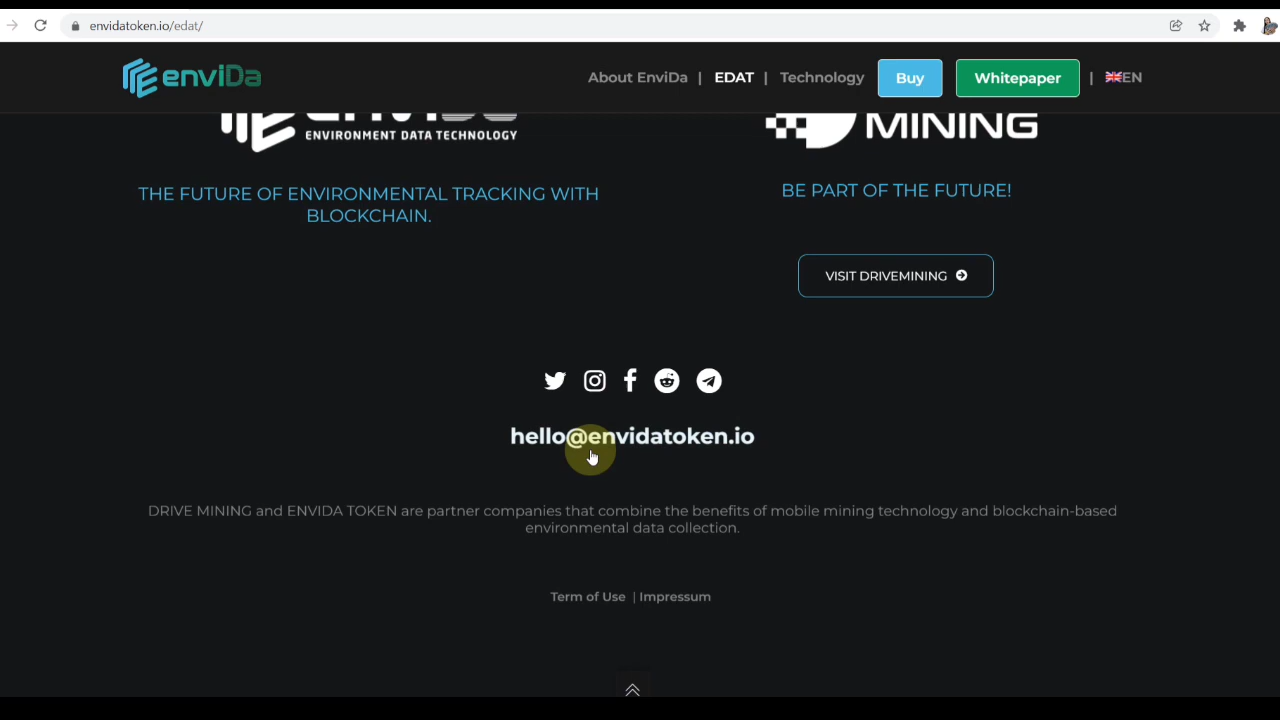 envidatoken.io/edat/
enviDa
About EnviDa | EDAT | Technology Buy Whitepaper | EN
ENVIRONMENT DATA TECHNOLOGY
MINING
THE FUTURE OF ENVIRONMENTAL TRACKING WITH
BLOCKCHAIN.
BE PART OF THE FUTURE!
VISIT DRIVEMINING
hello@envidatoken.io
DRIVE MINING and ENVIDA TOKEN are partner companies that combine the benefits of mobile mining technology and blockchain-based
environmental data collection.
Term of Use | Impressum